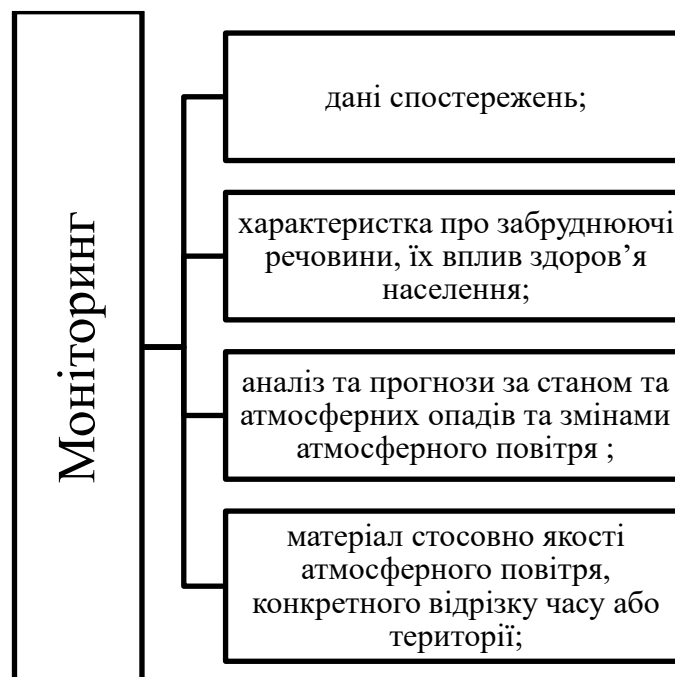 Моніторинг
дані спостережень;
характеристка про забруднюючі
речовини, їх вплив здоров’я
населення;
аналіз та прогнози за станом та
атмосферних опадів та змінами
атмосферного повітря ;
матеріал стосовно якості
атмосферного повітря,
конкретного відрізку часу або
території;